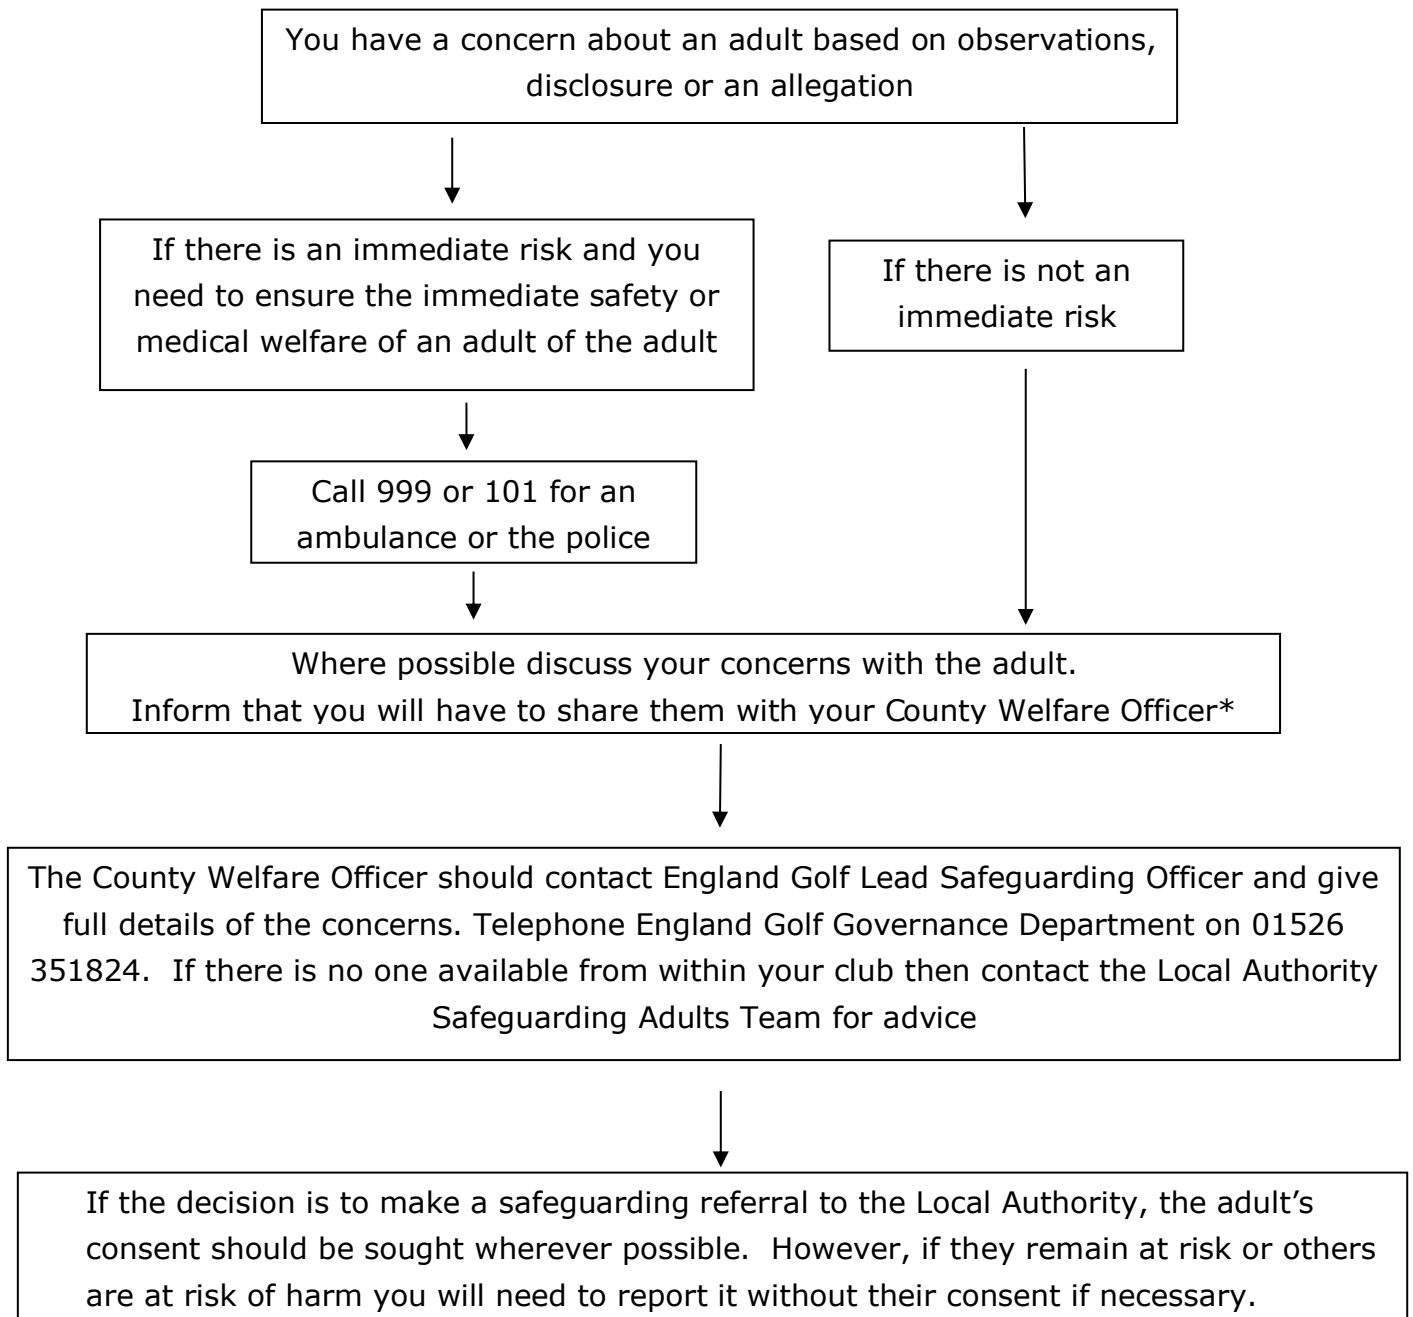 You have a concern about an adult based on observations,
disclosure or an allegation
If there is an immediate risk and you
need to ensure the immediate safety or
medical welfare of an adult of the adult
If there is not an
immediate risk
Call 999 or 101 for an
ambulance or the police
Where possible discuss your concerns with the adult.
Inform that you will have to share them with your County Welfare Officer*
The County Welfare Officer should contact England Golf Lead Safeguarding Officer and give
full details of the concerns. Telephone England Golf Governance Department on 01526
351824.  If there is no one available from within your club then contact the Local Authority
Safeguarding Adults Team for advice
If the decision is to make a safeguarding referral to the Local Authority, the adult’s
consent should be sought wherever possible.  However, if they remain at risk or others
are at risk of harm you will need to report it without their consent if necessary.